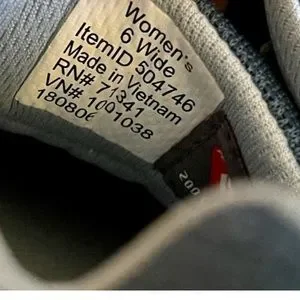 Women's
6 Wide
ItemID 504746
Made in Vietnam
RN# 71341
VN# 1001038
180806